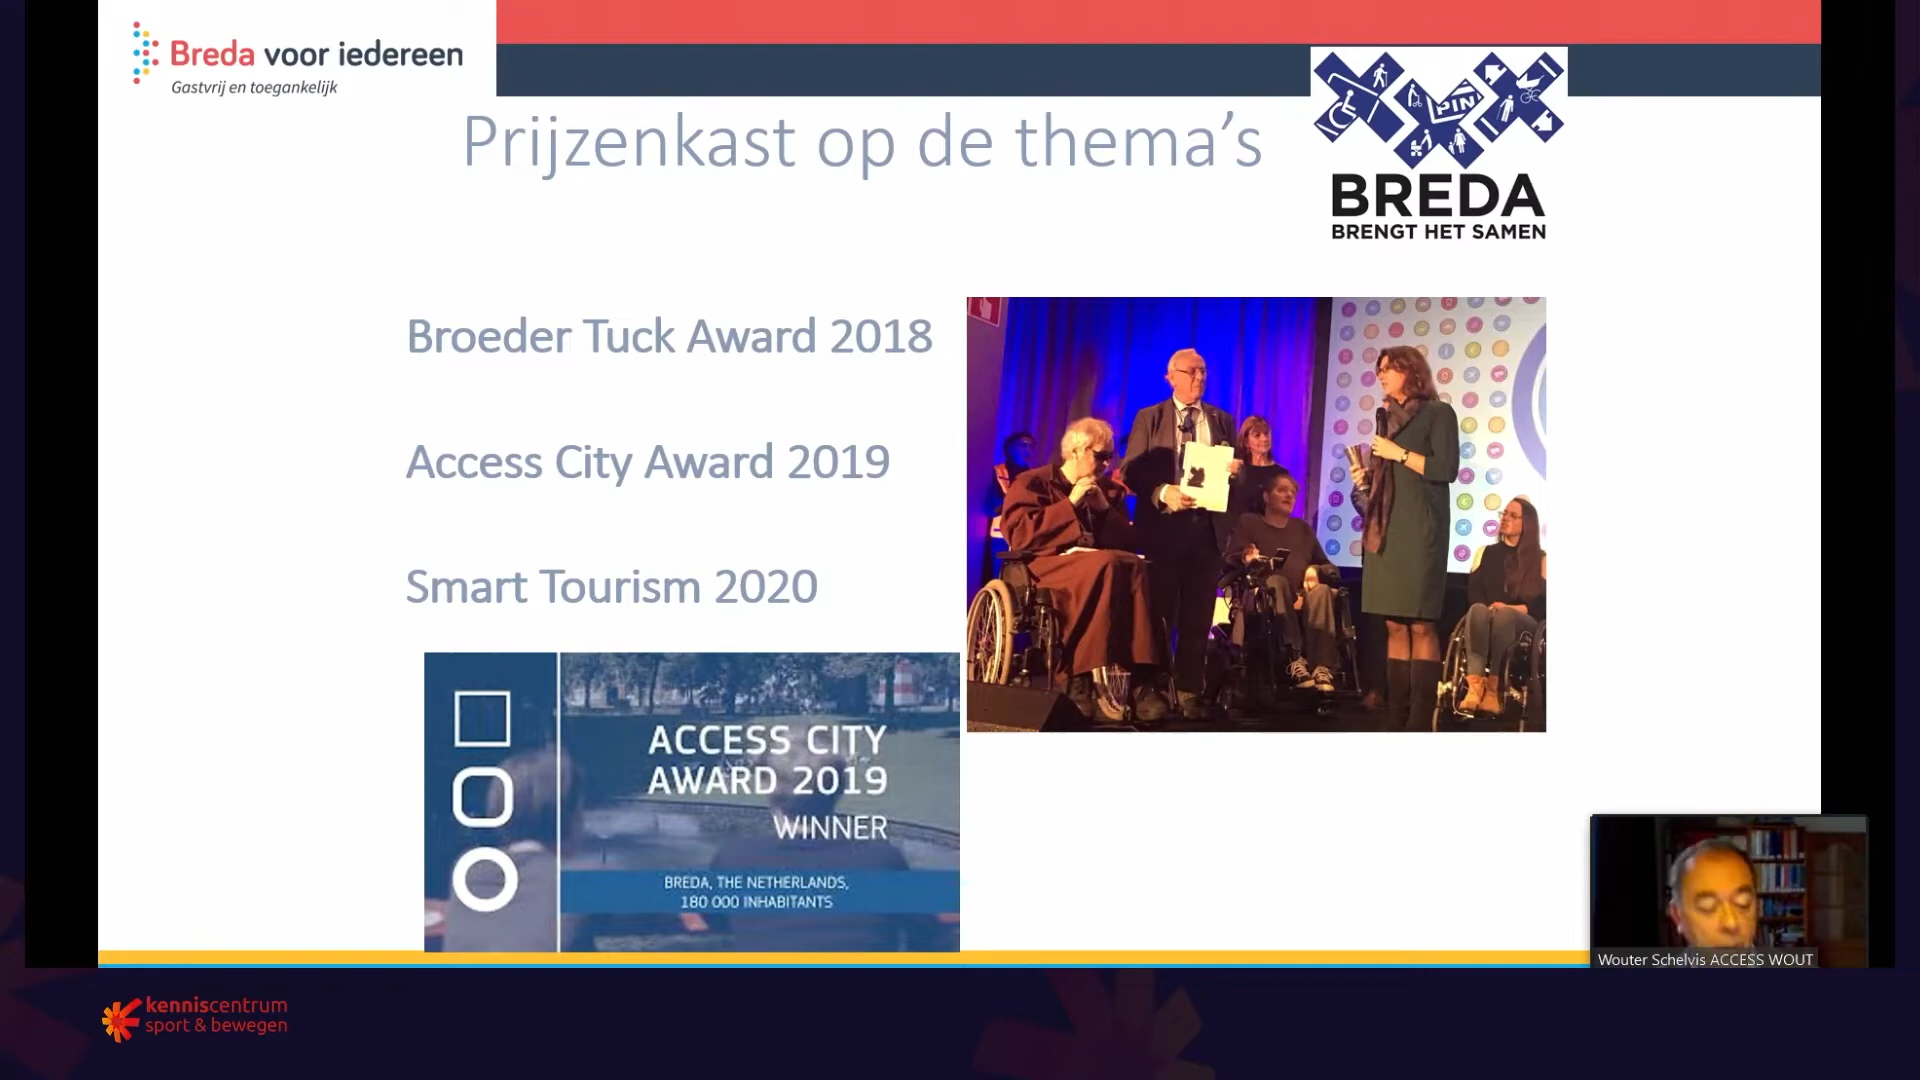 Breda voor iedereen
Gastvrij en toegankelijk
Prijzenkast op de thema's
PIN
BREDA
BRENGT HET SAMEN
Broeder Tuck Award 2018
Access City Award 2019
Smart Tourism 2020
ACCESS CITY
AWARD 2019
WINNER
BREDA, THE NETHERLANDS,
180 000 INHABITANTS
Wouter Schelvis ACCESS WOUT
kenniscentrum
sport & bewegen